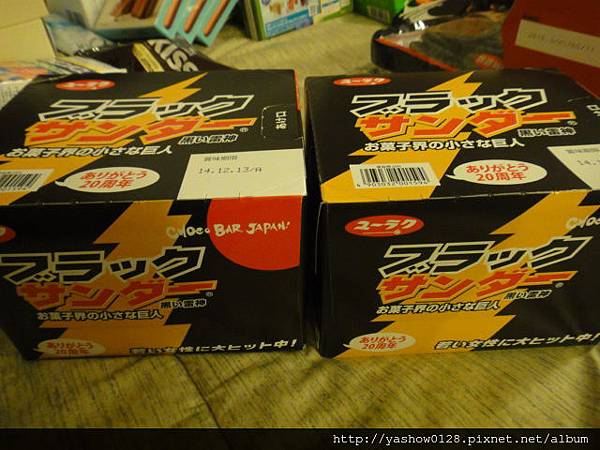 KISS
ユーラク
ブラック
サンダー
黒い雷神
お菓子界の小さな巨人
ありがとう
20周年
賞味期限
14.12.13/A
CHOCO BAR JAPAN!
ブラック
サンダー
黒い雷神
お菓子界の小さな巨人
ありがとう
20周年
若い女性に大ヒット中!
ユーラク
ブラック
サンダー
黒い雷神
お菓子界の小さな巨人
ありがとう
20周年
4903032001594
14.12
ユーラク
ブラック
サンダー
黒い雷神
お菓子界の小さな巨人
ありがとう
20周年
若い女性に大ヒット中!
http://yashow0128.pixnet.net/album